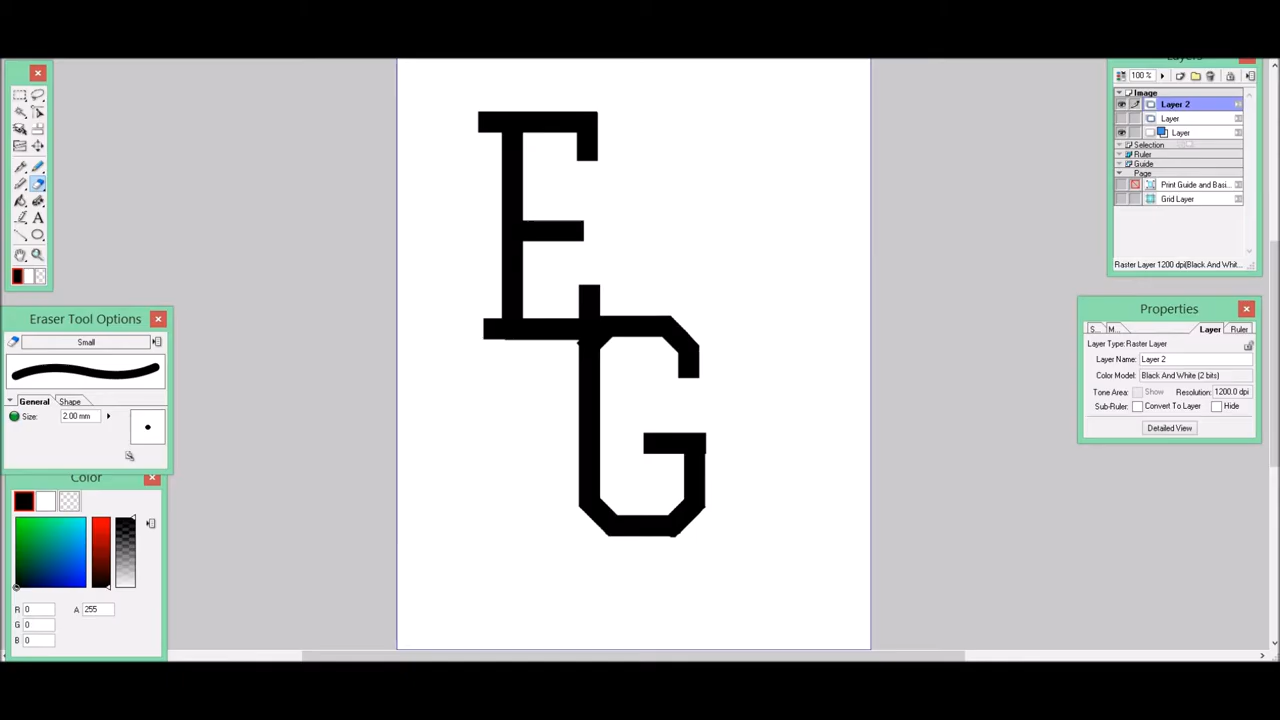 E
G
Eraser Tool Options
Small
General Shape
Size: 2.00 mm
Color
R 0 A 255
G 0
B 0
Layers
100 %
Image
Layer 2
Layer
Layer
Selection
Ruler
Guide
Page
Print Guide and Basi...
Grid Layer
Raster Layer 1200 dpi(Black And Whit...
Properties
S... M... Layer Ruler
Layer Type: Raster Layer
Layer Name: Layer 2
Color Model: Black And White (2 bits)
Tone Area: Show Resolution: 1200.0 dpi
Sub-Ruler: Convert To Layer Hide
Detailed View